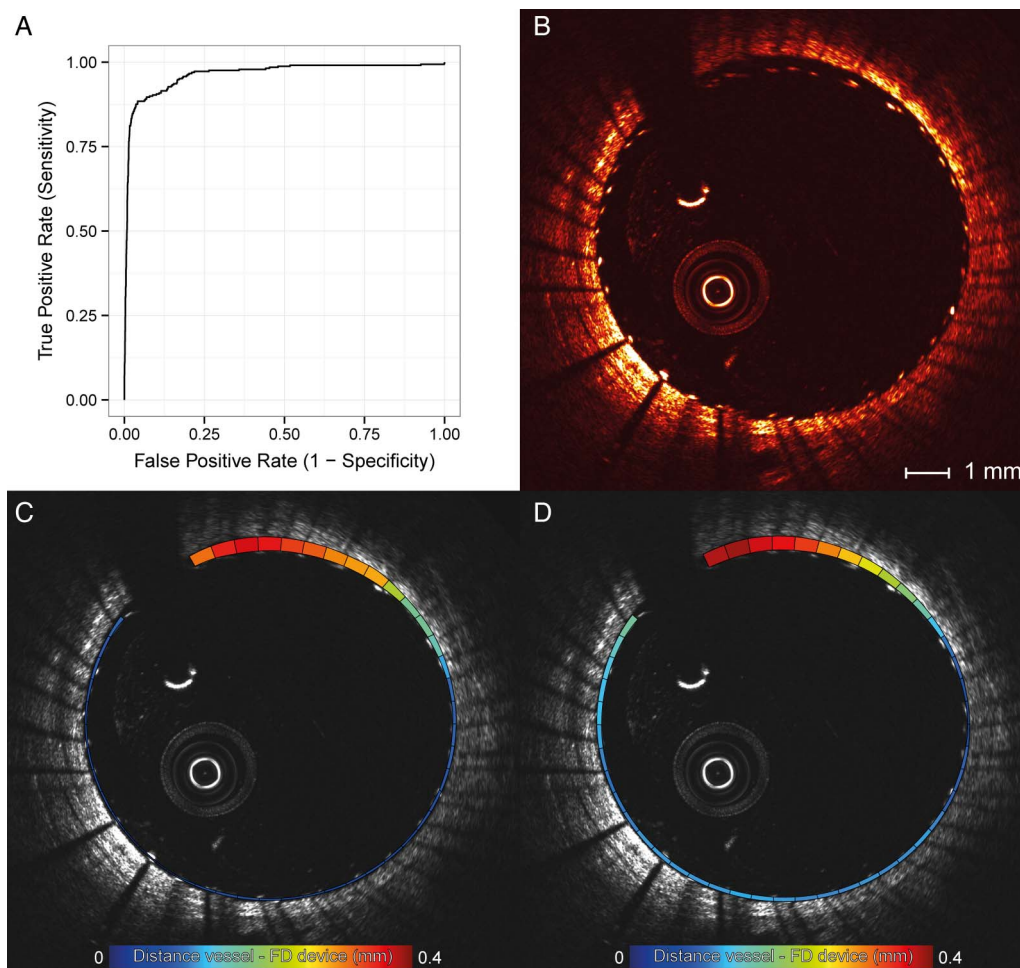 A
True Positive Rate (Sensitivity)
1.00
0.75
0.50
0.25
0.00
0.00 0.25 0.50 0.75 1.00
False Positive Rate (1 − Specificity)
B
1 mm
C
0 Distance vessel - FD device (mm) 0.4
D
0 Distance vessel - FD device (mm) 0.4